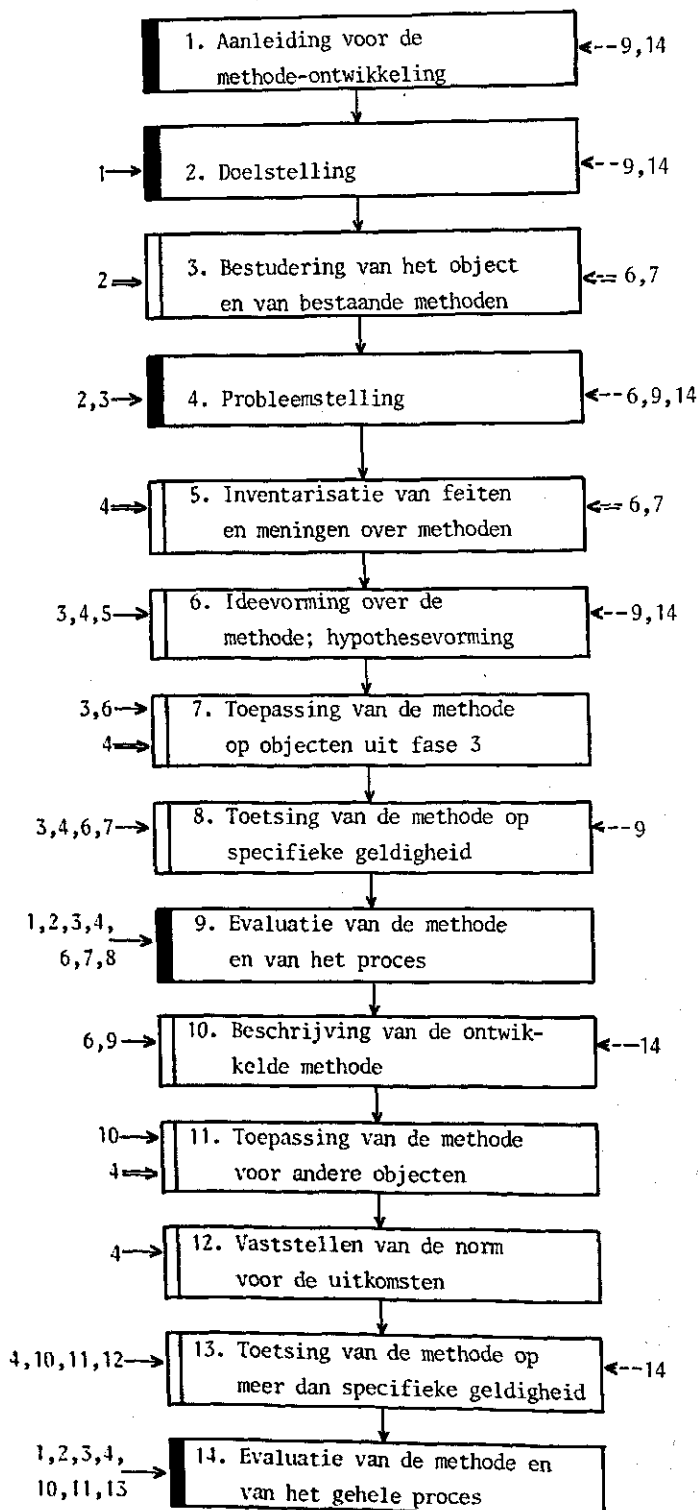 1. Aanleiding voor de
methode-ontwikkeling
9,14
1
2. Doelstelling
9,14
2
3. Bestudering van het object
en van bestaande methoden
6,7
2,3
4. Probleemstelling
6,9,14
4
5. Inventarisatie van feiten
en meningen over methoden
6,7
3,4,5
6. Ideevorming over de
methode; hypothesevorming
9,14
3,6
4
7. Toepassing van de methode
op objecten uit fase 3
3,4,6,7
8. Toetsing van de methode op
specifieke geldigheid
9
1,2,3,4,
6,7,8
9. Evaluatie van de methode
en van het proces
6,9
10. Beschrijving van de ontwik-
kelde methode
14
10
4
11. Toepassing van de methode
voor andere objecten
4
12. Vaststellen van de norm
voor de uitkomsten
4,10,11,12
13. Toetsing van de methode op
meer dan specifieke geldigheid
14
1,2,3,4,
10,11,13
14. Evaluatie van de methode en
van het gehele proces